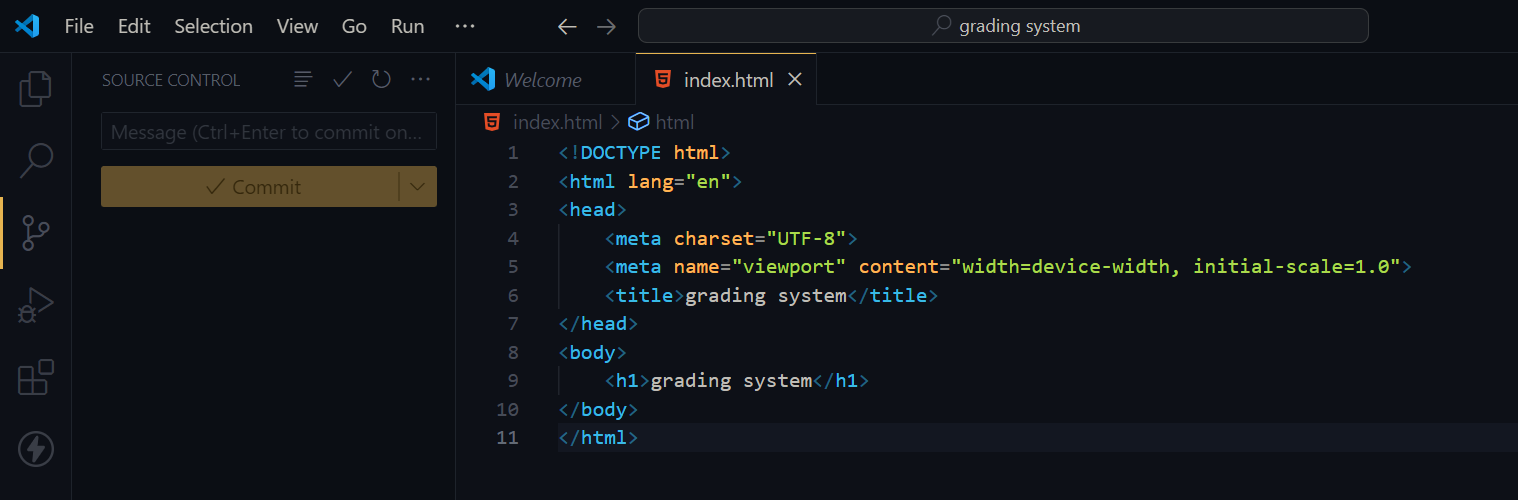 File Edit Selection View Go Run ··· ← → grading system
SOURCE CONTROL ···
Message (Ctrl+Enter to commit on...
Commit
Welcome index.html ×
index.html > html
1 <!DOCTYPE html>
2 <html lang="en">
3 <head>
4     <meta charset="UTF-8">
5     <meta name="viewport" content="width=device-width, initial-scale=1.0">
6     <title>grading system</title>
7 </head>
8 <body>
9     <h1>grading system</h1>
10 </body>
11 </html>